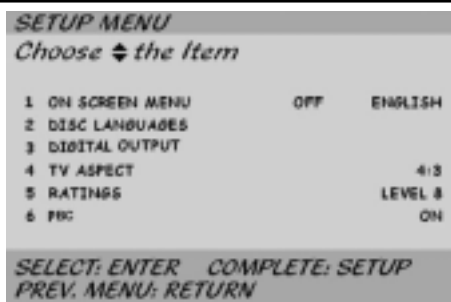 SETUP MENU
Choose ♦ the Item
1 ON SCREEN MENU OFF ENGLISH
2 DISC LANGUAGES
3 DIGITAL OUTPUT
4 TV ASPECT 4:3
5 RATINGS LEVEL 8
6 PBC ON
SELECT: ENTER COMPLETE: SETUP
PREV. MENU: RETURN